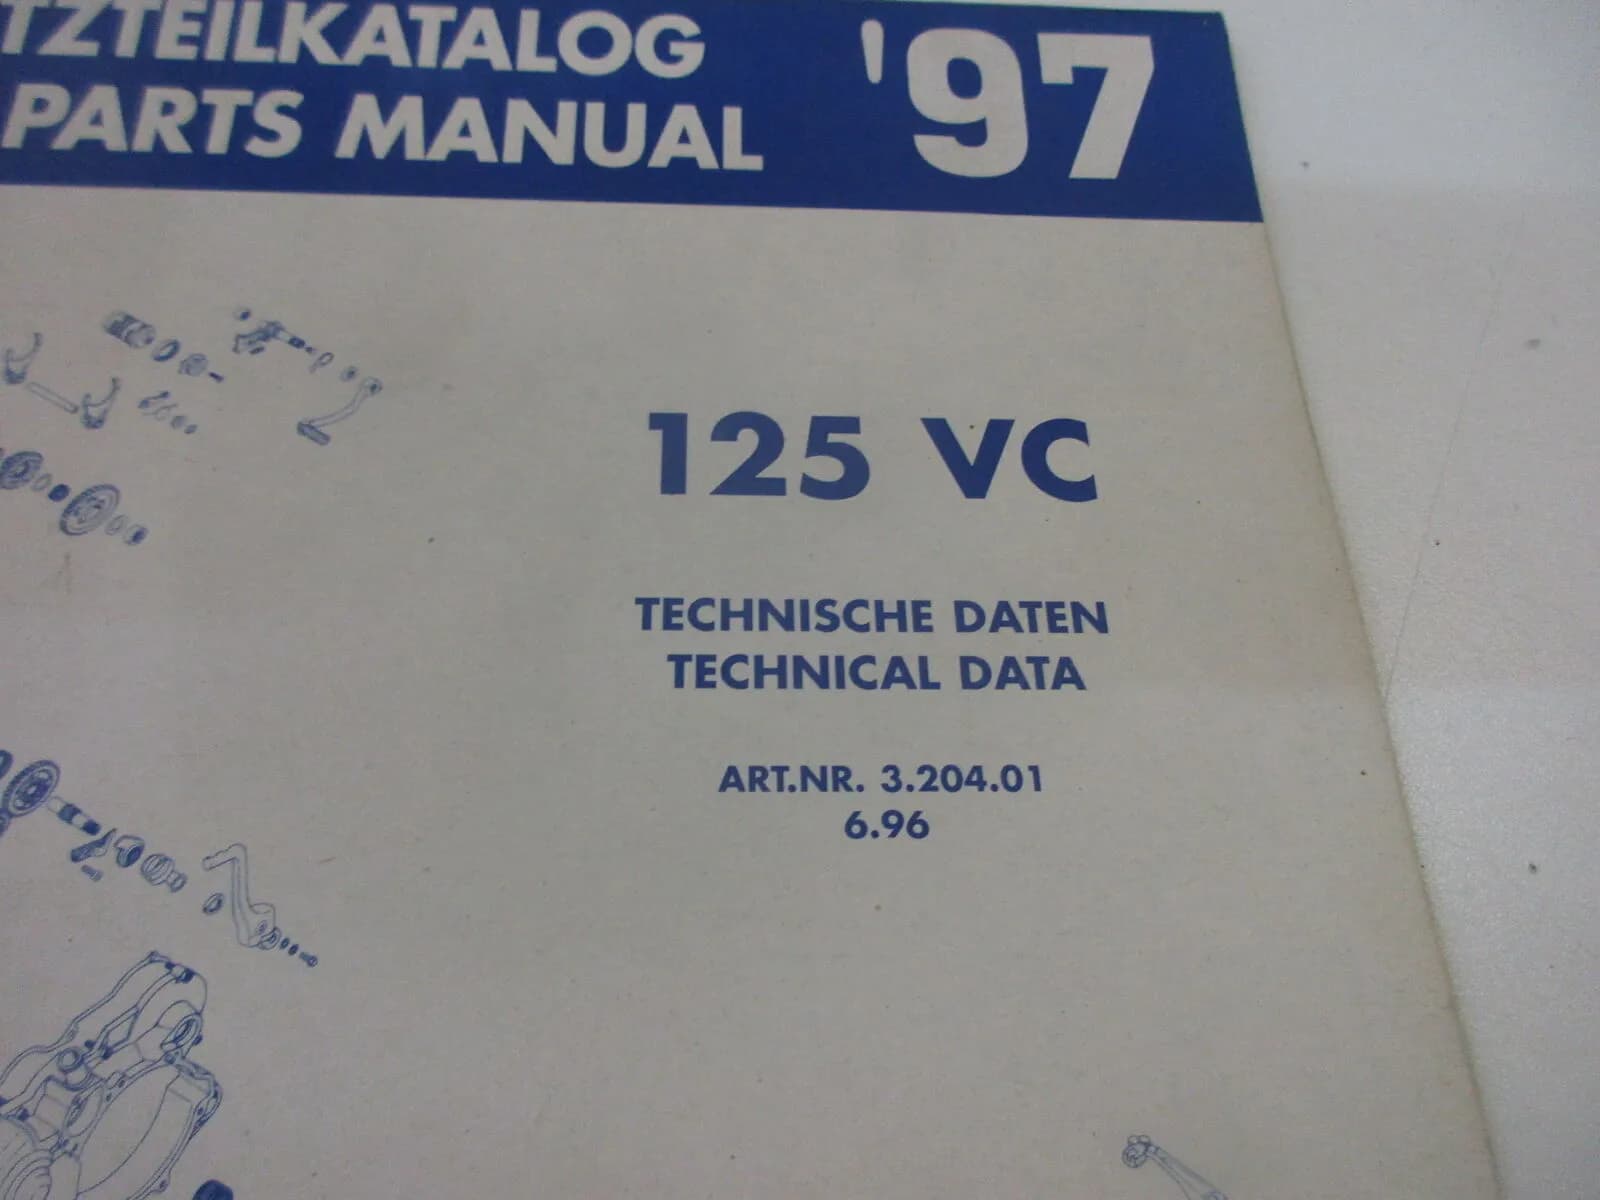 TZTEILKATALOG
PARTS MANUAL
'97
125 VC
TECHNISCHE DATEN
TECHNICAL DATA
ART.NR. 3.204.01
6.96